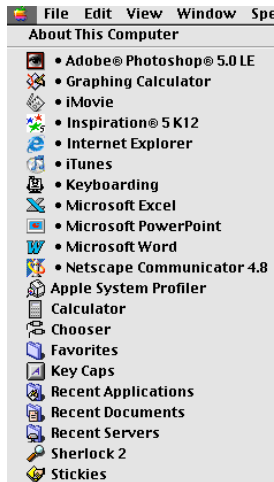 File Edit View Window Spe
About This Computer
• Adobe® Photoshop® 5.0 LE
• Graphing Calculator
• iMovie
• Inspiration® 5 K12
• Internet Explorer
• iTunes
• Keyboarding
• Microsoft Excel
• Microsoft PowerPoint
• Microsoft Word
• Netscape Communicator 4.8
Apple System Profiler
Calculator
Chooser
Favorites
Key Caps
Recent Applications
Recent Documents
Recent Servers
Sherlock 2
Stickies